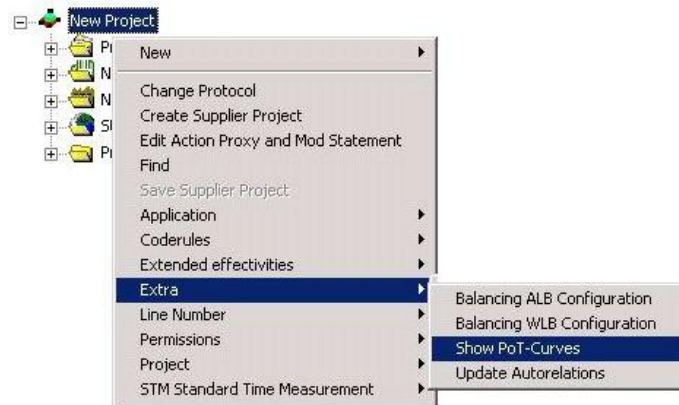 New Project
New
Change Protocol
Create Supplier Project
Edit Action Proxy and Mod Statement
Find
Save Supplier Project
Application
Coderules
Extended effectivities
Extra
Line Number
Permissions
Project
STM Standard Time Measurement
Balancing ALB Configuration
Balancing WLB Configuration
Show PoT-Curves
Update Autorelations